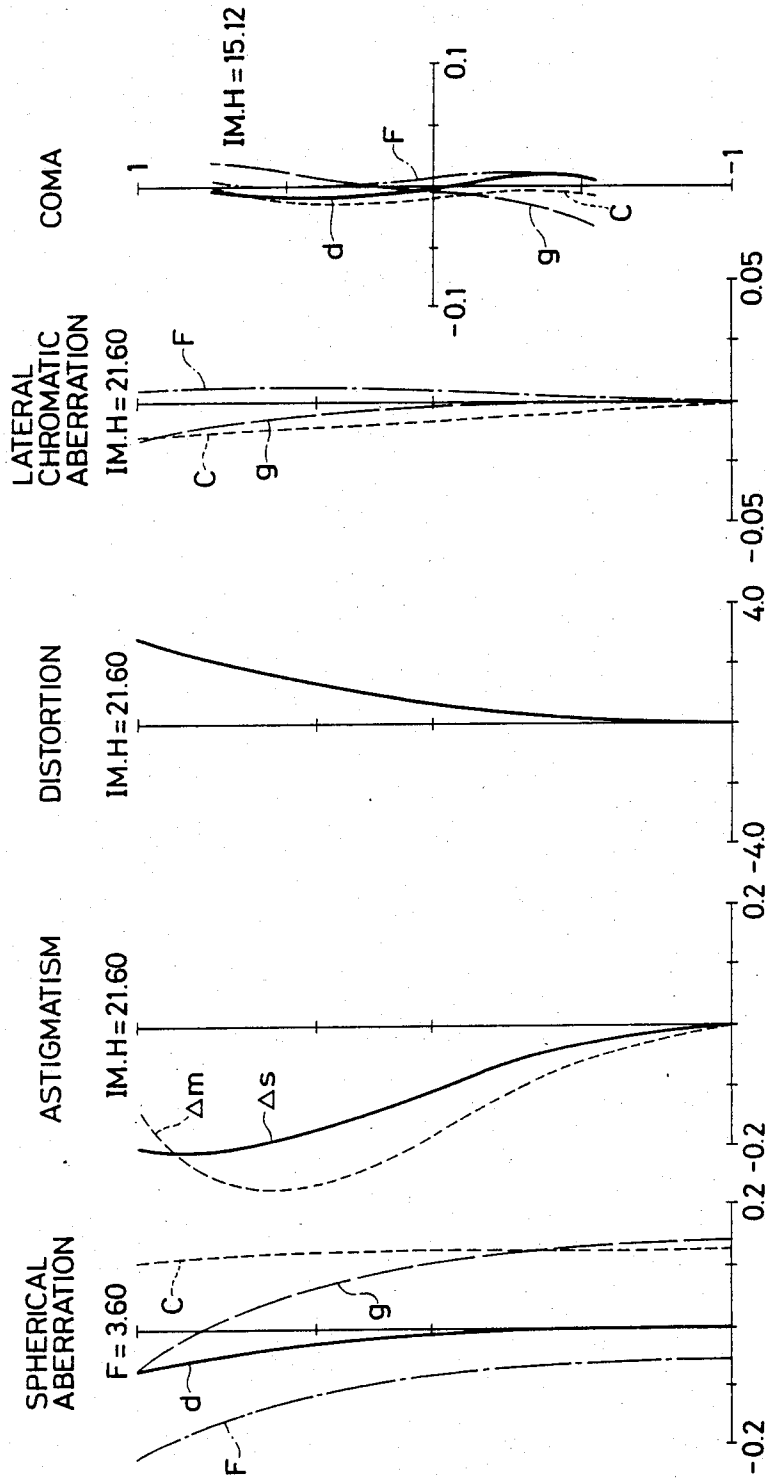 SPHERICAL
ABERRATION
F = 3.60
C
g
d
F
-0.2
0.2
ASTIGMATISM
IM.H = 21.60
Δm
Δs
-0.2
0.2
DISTORTION
IM.H = 21.60
-4.0
4.0
LATERAL
CHROMATIC
ABERRATION
IM.H = 21.60
F
C
g
-0.05
0.05
COMA
1
IM.H = 15.12
F
d
-0.1
0.1
g
C
-1